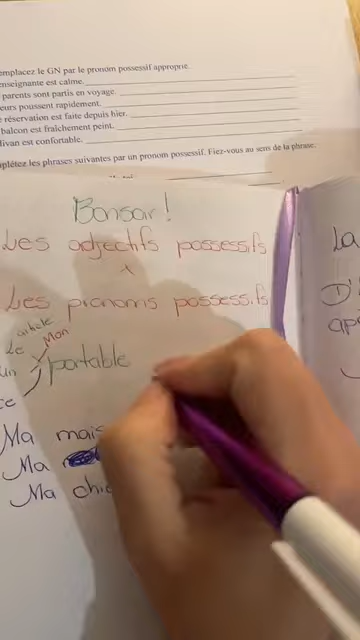 emplacez le GN par le pronom possessif approprié.
enseignante est calme.
parents sont partis en voyage.
eurs poussent rapidement.
réservation est faite depuis hier.
balcon est fraîchement peint.
divan est confortable.
plétez les phrases suivantes par un pronom possessif. Fiez-vous au sens de la phrase.
Bonsoir!
Les adjectifs possessifs
x
Les pronoms possessifs
article
Mon
Le
Un
portable
ce
Ma mais
Ma
Ma chi
La
D'
apr